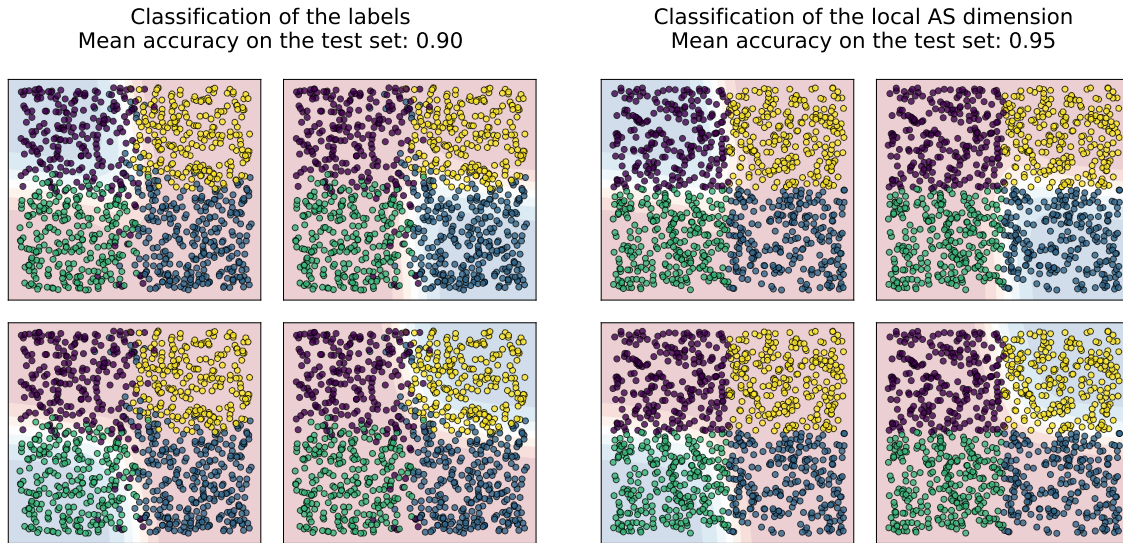 Classification of the labels
Mean accuracy on the test set: 0.90
Classification of the local AS dimension
Mean accuracy on the test set: 0.95